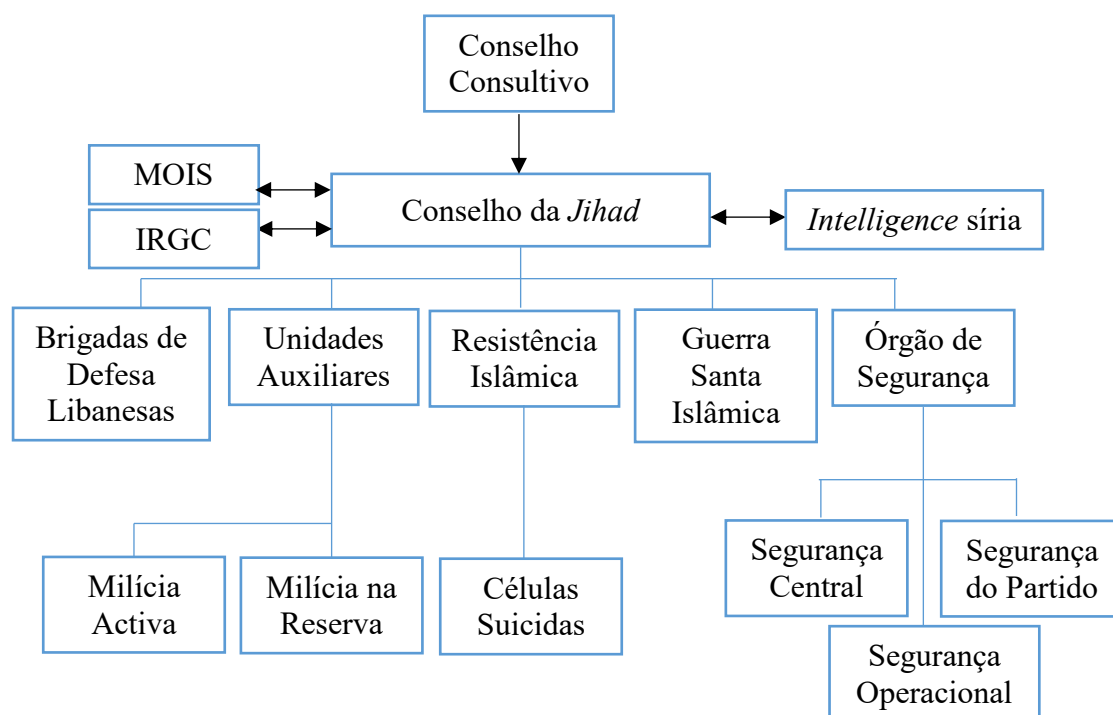 Conselho
Consultivo
MOIS
IRGC
Conselho da Jihad
Intelligence síria
Brigadas de
Defesa
Libanesas
Unidades
Auxiliares
Resistência
Islâmica
Guerra
Santa
Islâmica
Órgão de
Segurança
Milícia
Activa
Milícia na
Reserva
Células
Suicidas
Segurança
Central
Segurança
do Partido
Segurança
Operacional